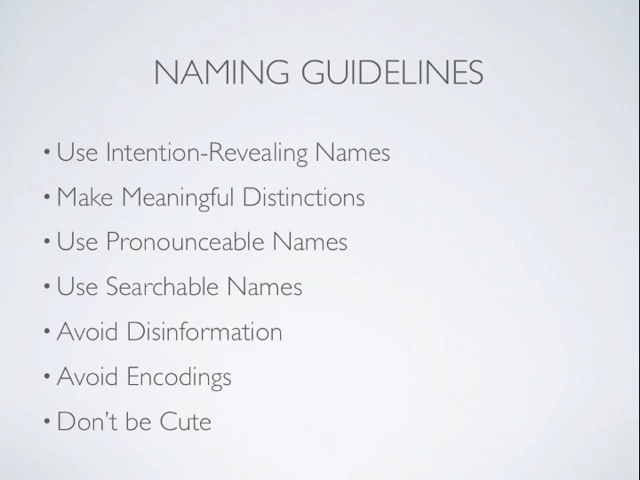 NAMING GUIDELINES
• Use Intention-Revealing Names
• Make Meaningful Distinctions
• Use Pronounceable Names
• Use Searchable Names
• Avoid Disinformation
• Avoid Encodings
• Don’t be Cute